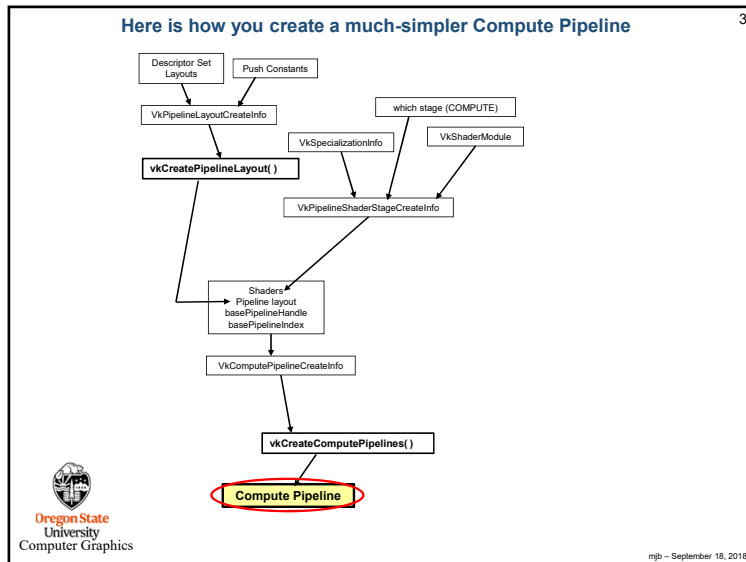 Here is how you create a much-simpler Compute Pipeline
3
Descriptor Set
Layouts
Push Constants
VkPipelineLayoutCreateInfo
which stage (COMPUTE)
VkSpecializationInfo
VkShaderModule
vkCreatePipelineLayout( )
VkPipelineShaderStageCreateInfo
Shaders
Pipeline layout
basePipelineHandle
basePipelineIndex
VkComputePipelineCreateInfo
vkCreateComputePipelines( )
Compute Pipeline
Oregon State
University
Computer Graphics
mjb – September 18, 2018